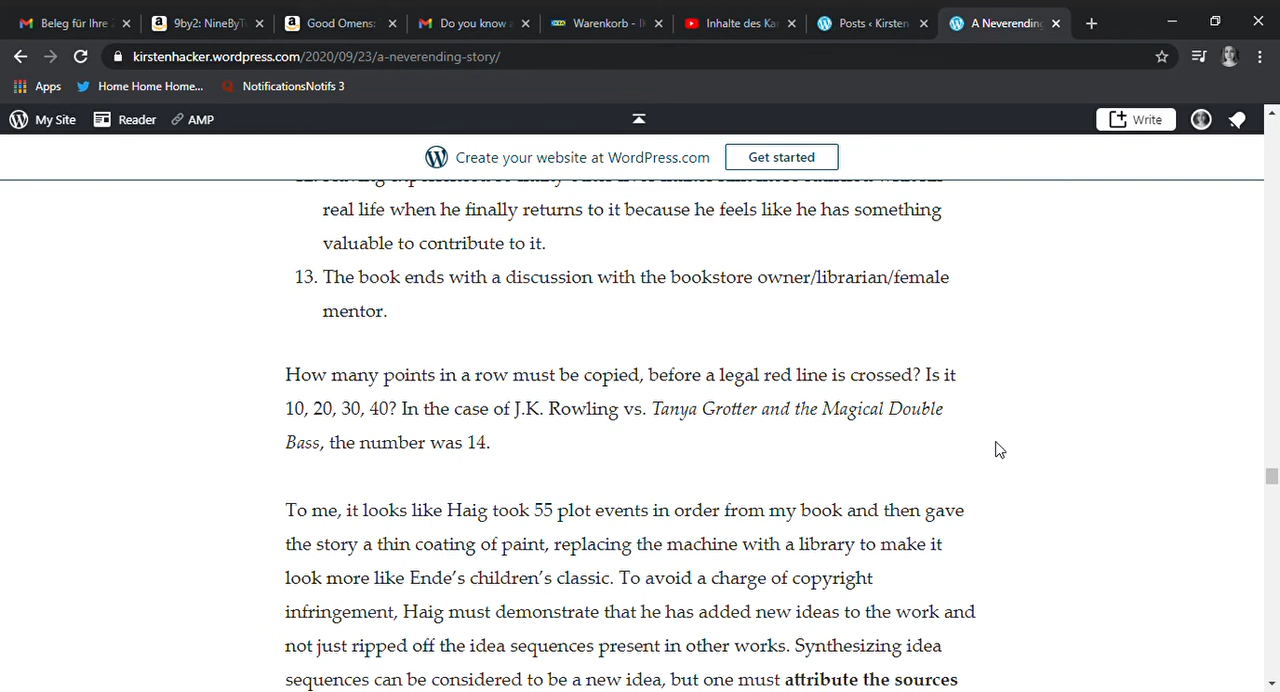 Beleg für Ihre
9by2: NineByT
Good Omens:
Do you know a
Warenkorb - I
Inhalte des Ka
Posts ‹ Kirsten
A Neverending
kirstenhacker.wordpress.com/2020/09/23/a-neverending-story/
Apps Home Home Home... NotificationsNotifs 3
My Site Reader AMP Write
Create your website at WordPress.com Get started
real life when he finally returns to it because he feels like he has something
valuable to contribute to it.
13. The book ends with a discussion with the bookstore owner/librarian/female
mentor.
How many points in a row must be copied, before a legal red line is crossed? Is it
10, 20, 30, 40? In the case of J.K. Rowling vs. Tanya Grotter and the Magical Double
Bass, the number was 14.
To me, it looks like Haig took 55 plot events in order from my book and then gave
the story a thin coating of paint, replacing the machine with a library to make it
look more like Ende's children's classic. To avoid a charge of copyright
infringement, Haig must demonstrate that he has added new ideas to the work and
not just ripped off the idea sequences present in other works. Synthesizing idea
sequences can be considered to be a new idea, but one must attribute the sources